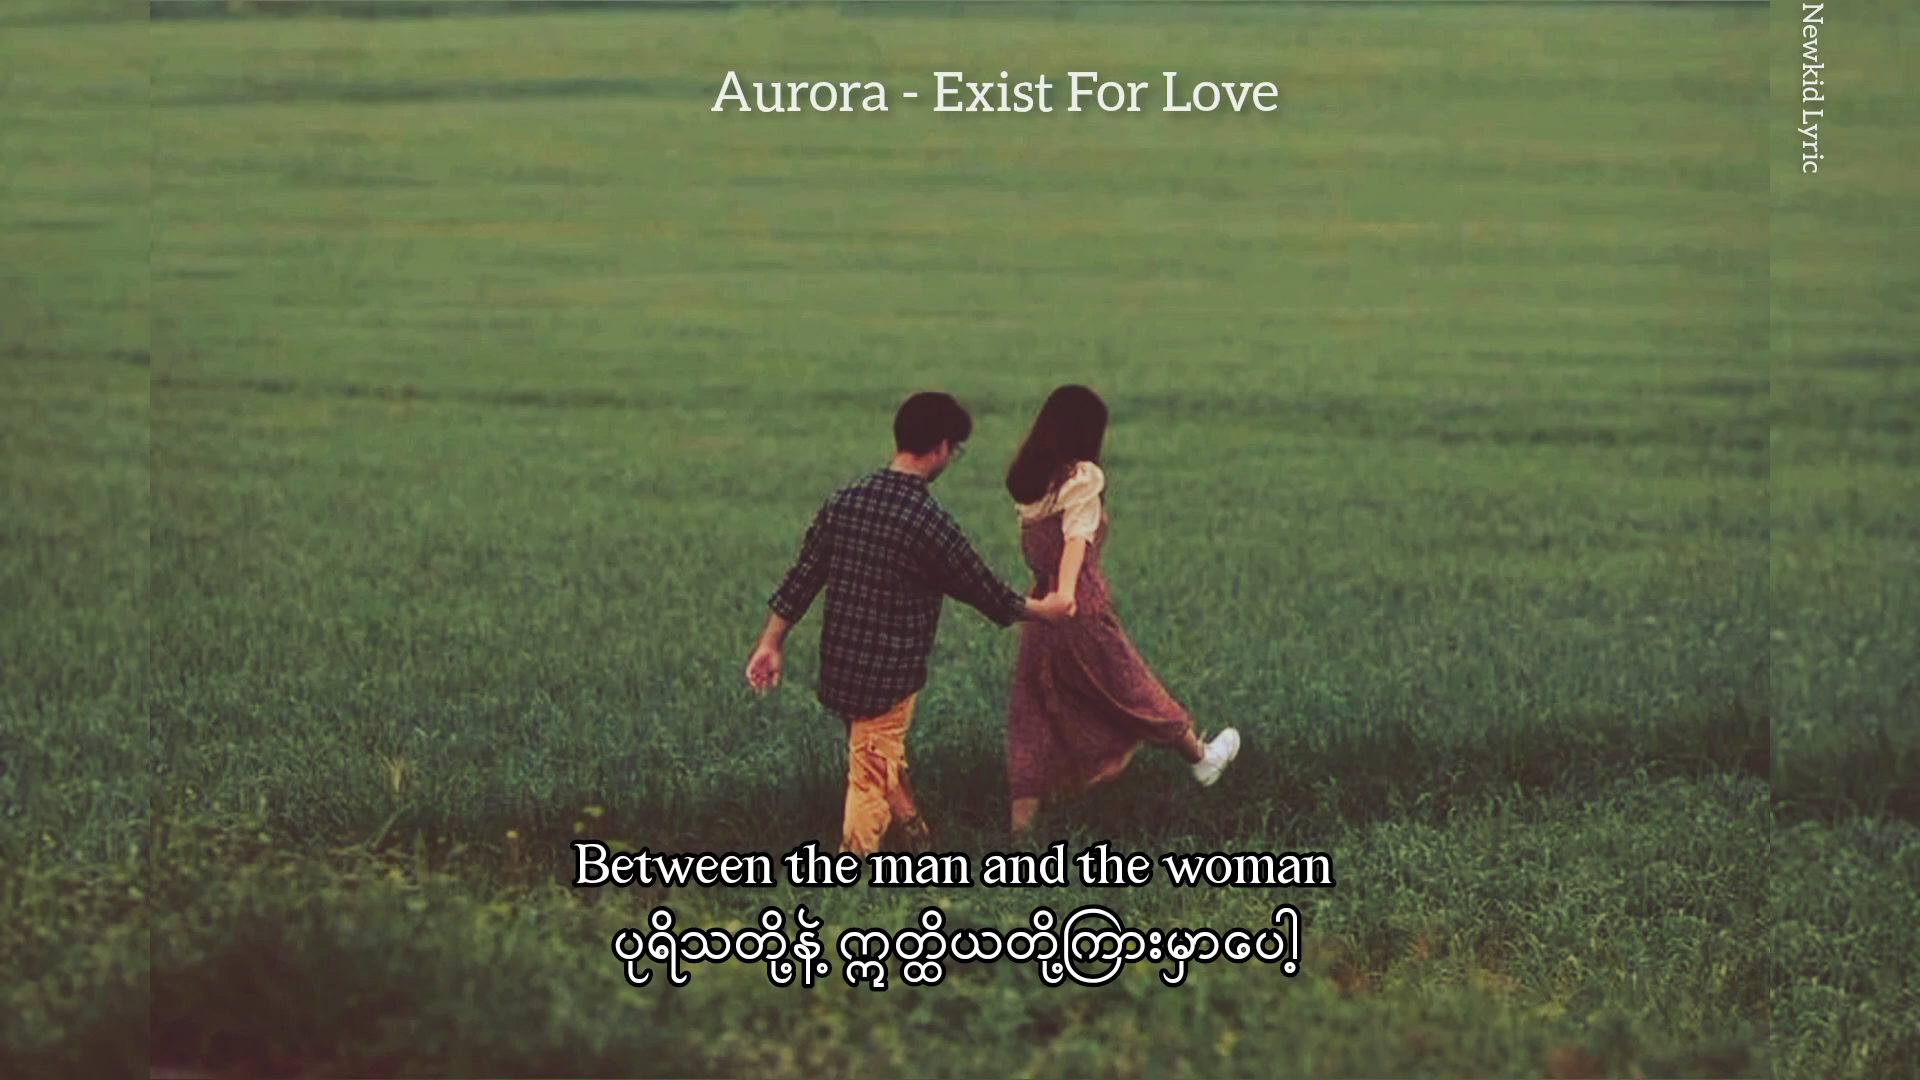 Aurora - Exist For Love
Newkid Lyric
Between the man and the woman
ပုရိသတို့နဲ့ ဣတ္ထိယတို့ကြားမှာပေါ့